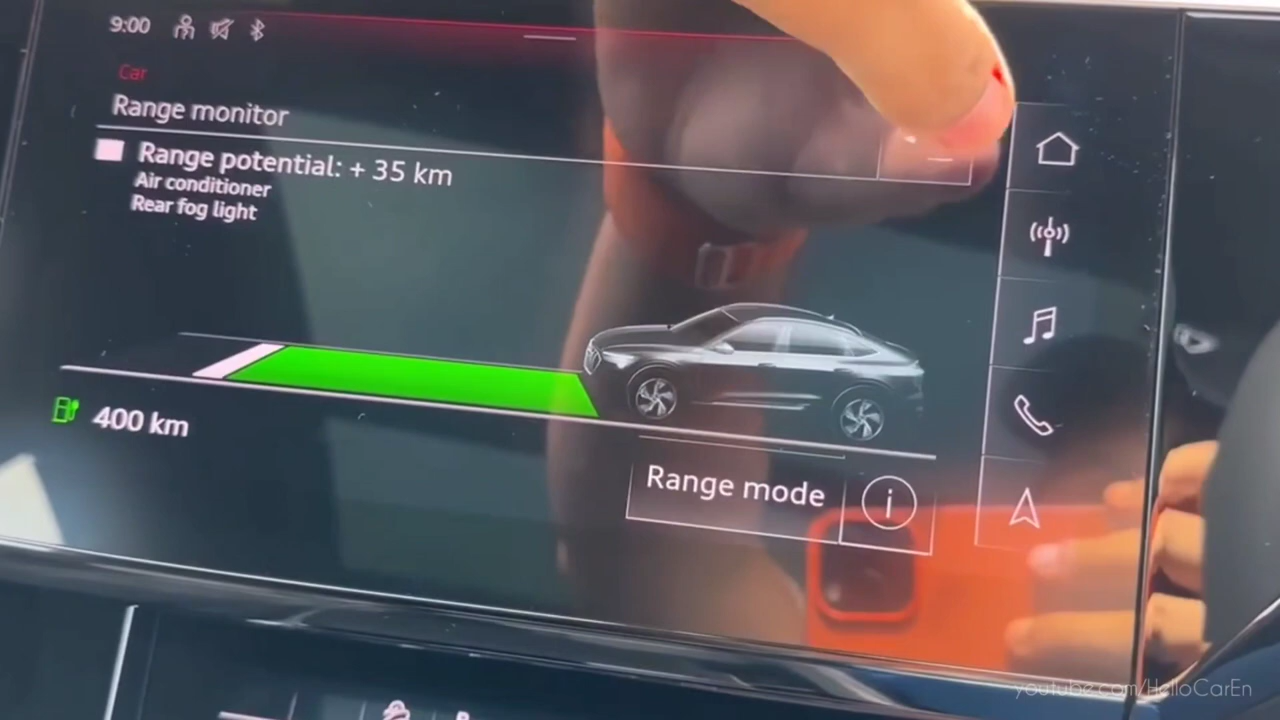 9:00
Car
Range monitor
Range potential: + 35 km
Air conditioner
Rear fog light
400 km
Range mode
i
youtube.com/HelloCarEn